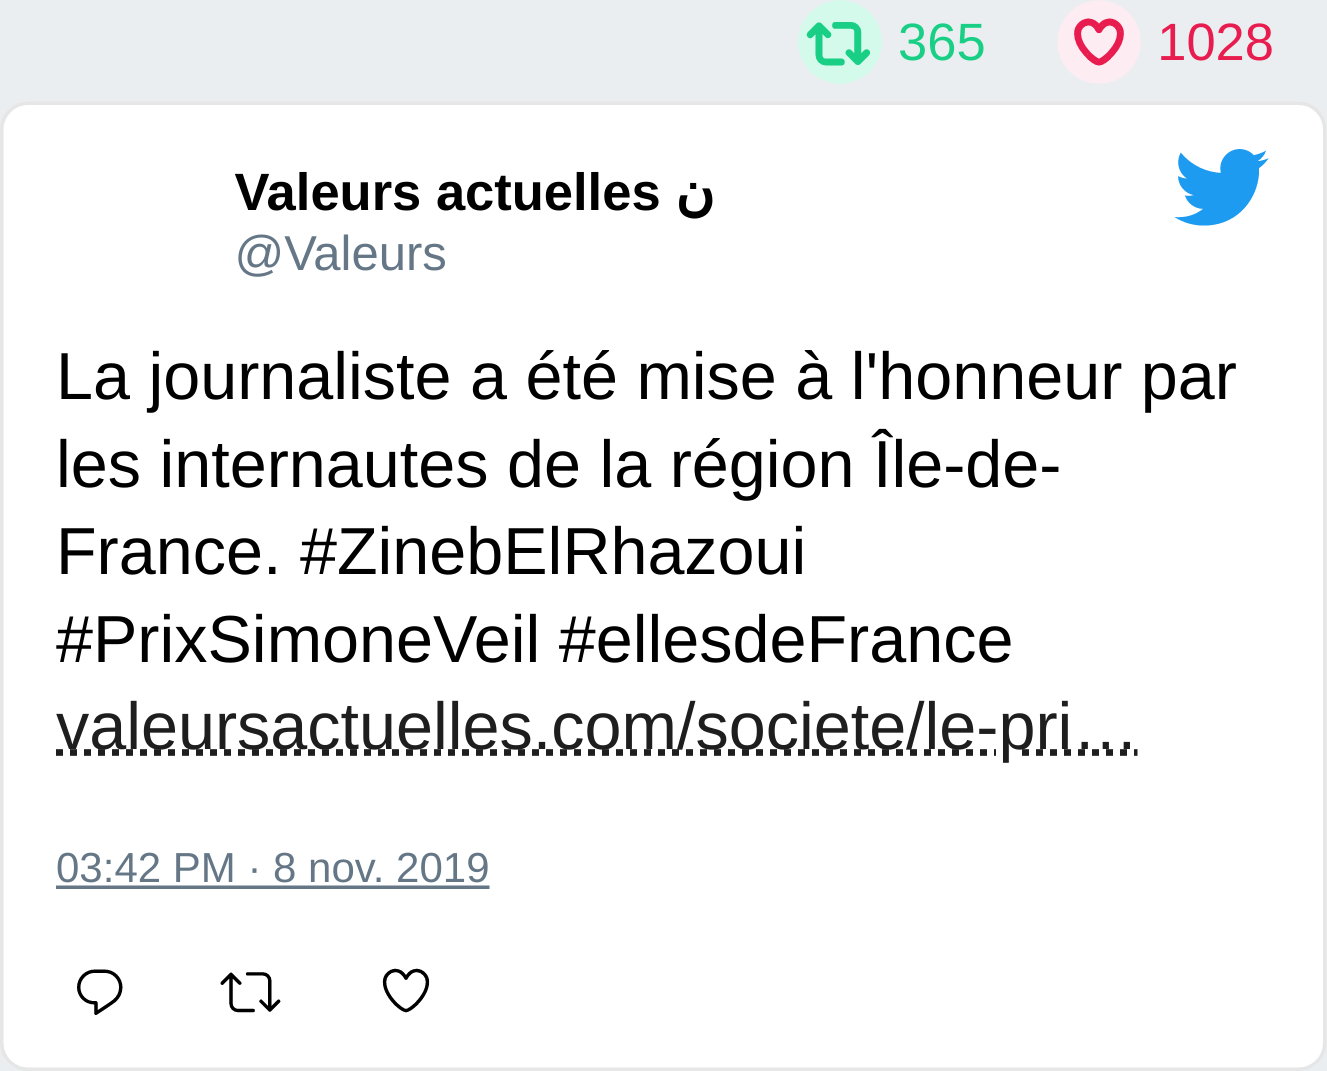 365 1028
Valeurs actuelles ن
@Valeurs
La journaliste a été mise à l'honneur par
les internautes de la région Île-de-
France. #ZinebElRhazoui
#PrixSimoneVeil #ellesdeFrance
valeursactuelles.com/societe/le-pri…
03:42 PM · 8 nov. 2019